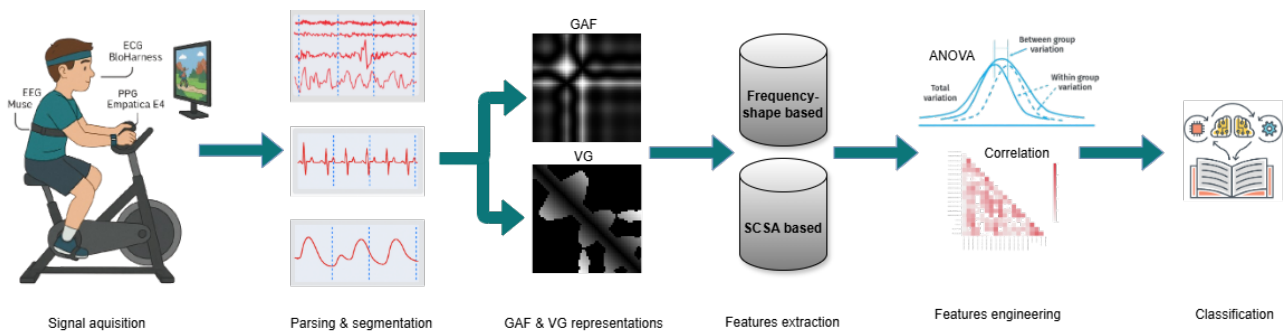 ECG
BioHarness
EEG
Muse
PPG
Empatica E4
GAF
VG
Frequency-
shape based
SCSA based
ANOVA
Between group
variation
Total
variation
Within group
variation
Correlation
Signal aquisition
Parsing & segmentation
GAF & VG representations
Features extraction
Features engineering
Classification